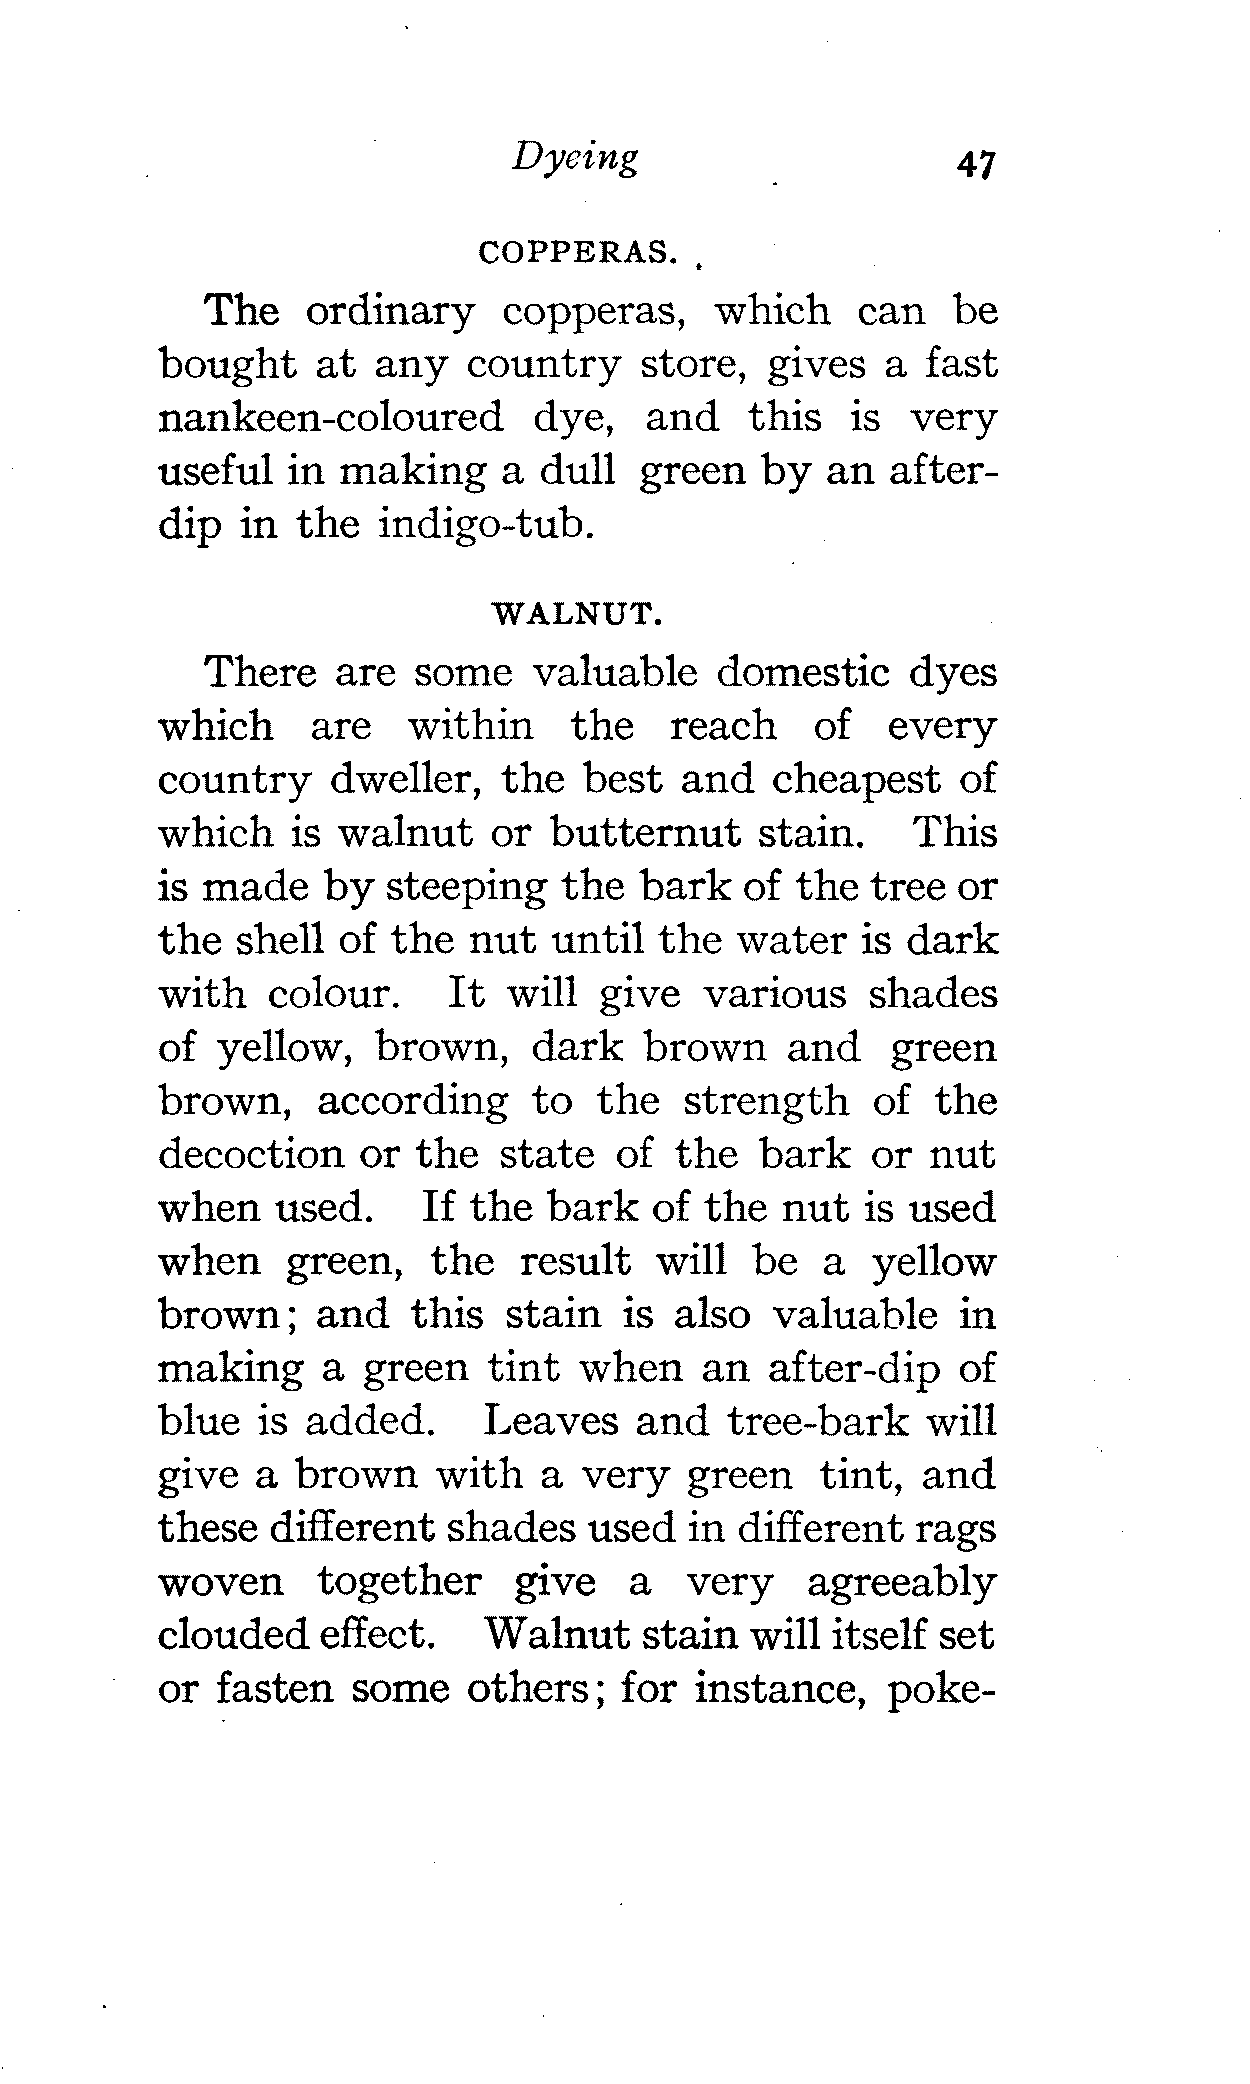 Dyeing 47
COPPERAS.
The ordinary copperas, which can be
bought at any country store, gives a fast
nankeen-coloured dye, and this is very
useful in making a dull green by an after-
dip in the indigo-tub.
WALNUT.
There are some valuable domestic dyes
which are within the reach of every
country dweller, the best and cheapest of
which is walnut or butternut stain. This
is made by steeping the bark of the tree or
the shell of the nut until the water is dark
with colour. It will give various shades
of yellow, brown, dark brown and green
brown, according to the strength of the
decoction or the state of the bark or nut
when used. If the bark of the nut is used
when green, the result will be a yellow
brown; and this stain is also valuable in
making a green tint when an after-dip of
blue is added. Leaves and tree-bark will
give a brown with a very green tint, and
these different shades used in different rags
woven together give a very agreeably
clouded effect. Walnut stain will itself set
or fasten some others; for instance, poke-